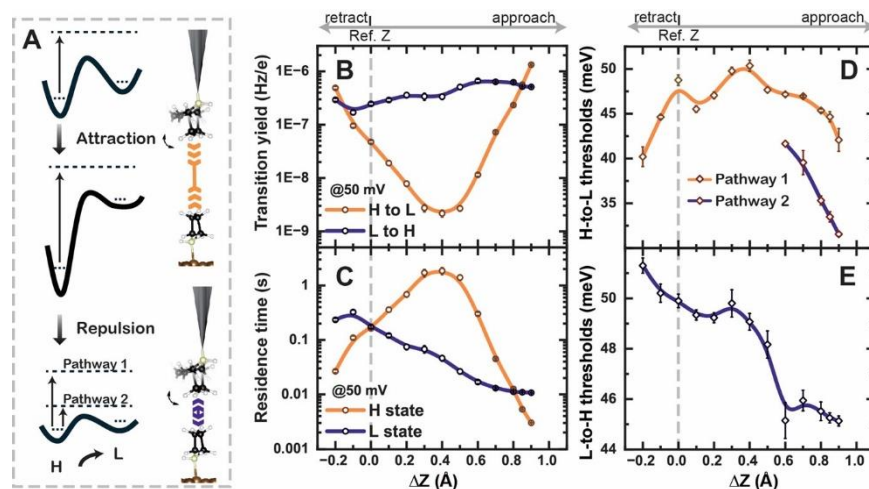 retract
approach
Ref. Z
retract
approach
Ref. Z
A
Attraction
Repulsion
Pathway 1
Pathway 2
H
L
B
Transition yield (Hz/e)
1E-6
1E-7
1E-8
1E-9
@50 mV
H to L
L to H
C
Residence time (s)
1
0.1
0.01
0.001
@50 mV
H state
L state
−0.2 0.0 0.2 0.4 0.6 0.8 1.0
ΔZ (Å)
D
H-to-L thresholds (meV)
50
45
40
35
30
Pathway 1
Pathway 2
E
L-to-H thresholds (meV)
50
48
46
44
−0.2 0.0 0.2 0.4 0.6 0.8 1.0
ΔZ (Å)